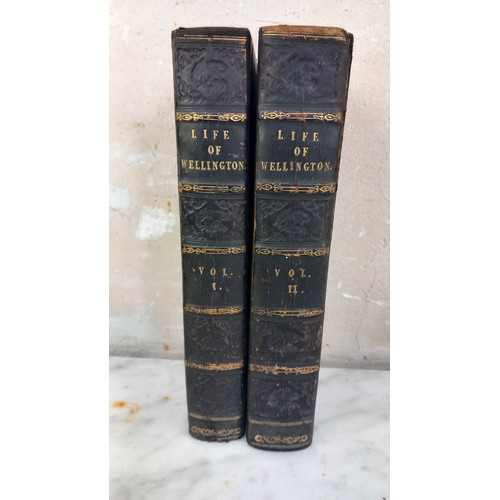 LIFE
OF
WELLINGTON.
VOL.
I.
LIFE
OF
WELLINGTON.
VOL.
II.